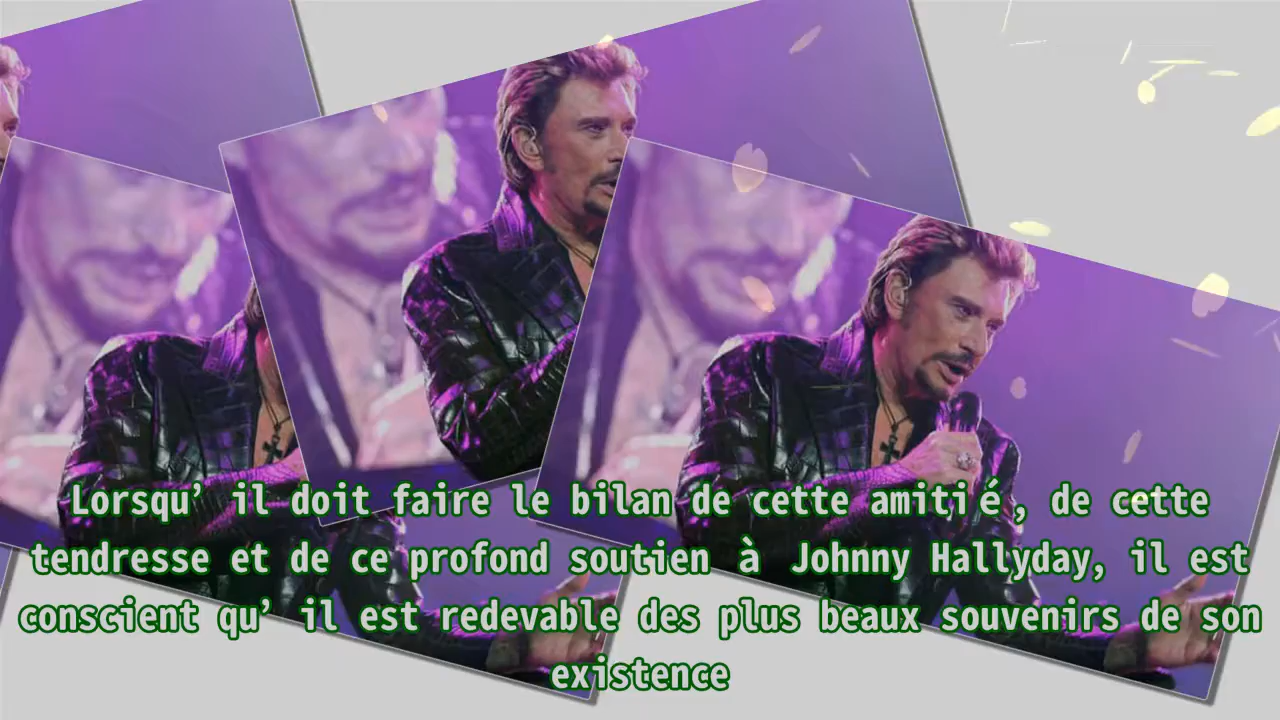 Lorsqu’ il doit faire le bilan de cette amitié, de cette
tendresse et de ce profond soutien à Johnny Hallyday, il est
conscient qu’ il est redevable des plus beaux souvenirs de son
existence